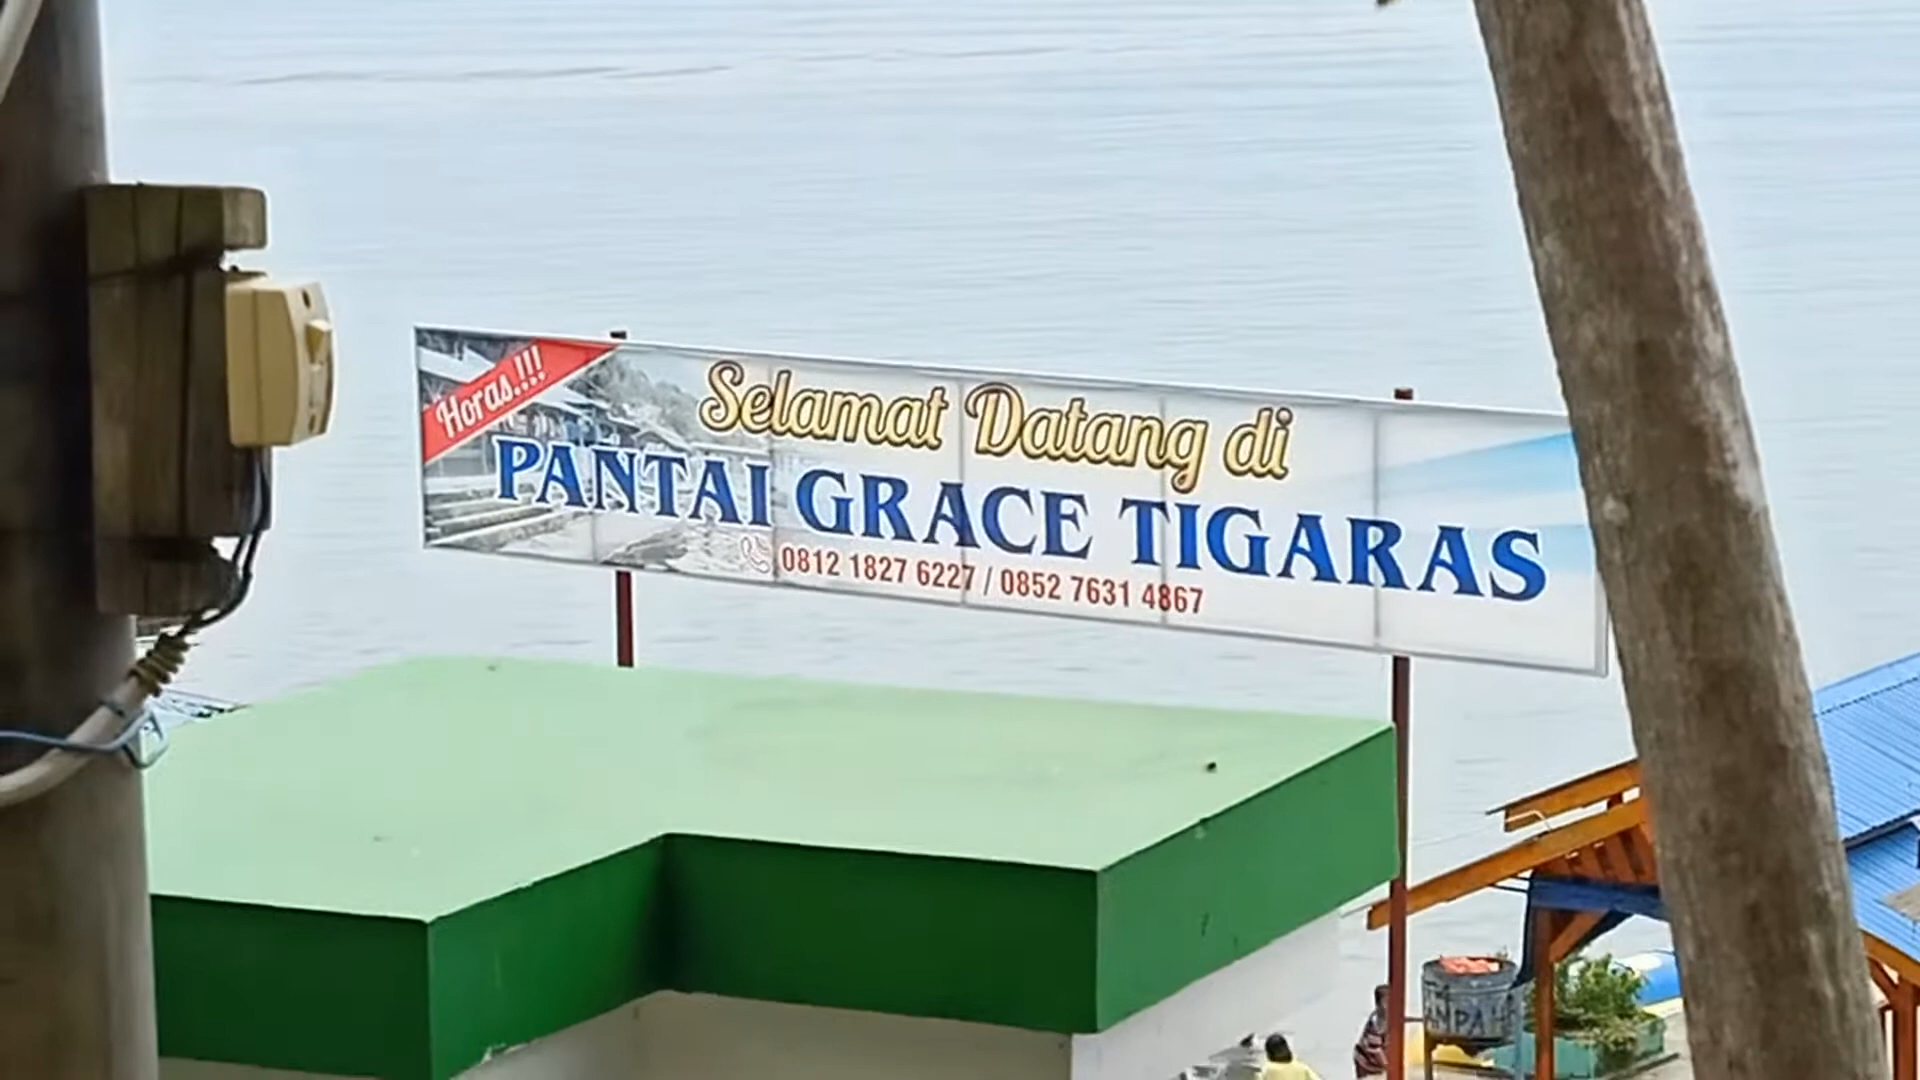 Horas!!!
Selamat Datang di
PANTAI GRACE TIGARAS
0812 1827 6227 / 0852 7631 4867